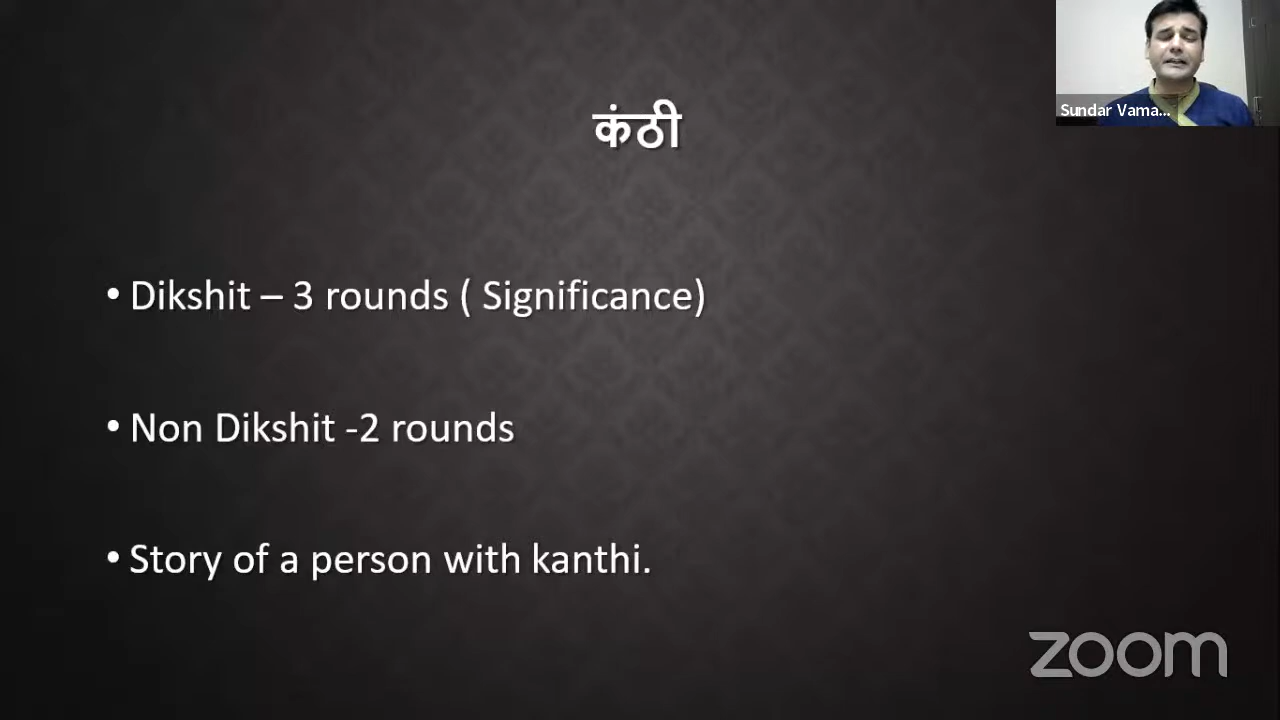 Sundar Vama...
कंठी
• Dikshit – 3 rounds ( Significance)
• Non Dikshit -2 rounds
• Story of a person with kanthi.
zoom